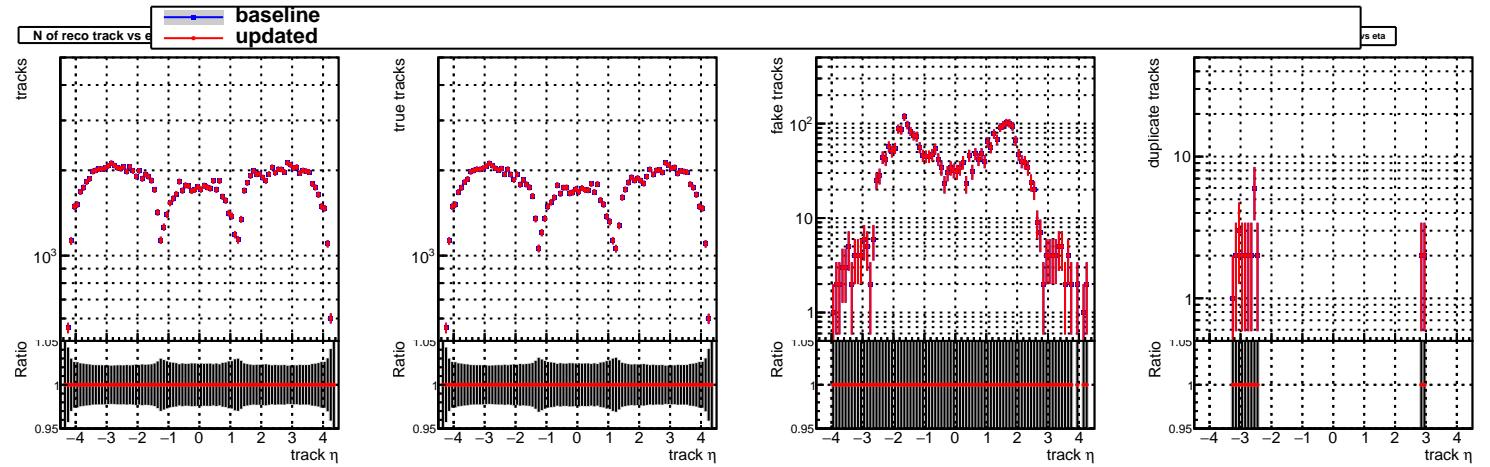 baseline
updated
N of reco track vs e
vs eta
tracks
10³
Ratio
1.05
1
0.95
−4 −3 −2 −1 0 1 2 3 4
track η
true tracks
10³
Ratio
1.05
1
0.95
−4 −3 −2 −1 0 1 2 3 4
track η
fake tracks
10²
10
1
Ratio
1.05
1
0.95
−4 −3 −2 −1 0 1 2 3 4
track η
duplicate tracks
10
1
Ratio
1.05
1
0.95
−4 −3 −2 −1 0 1 2 3 4
track η